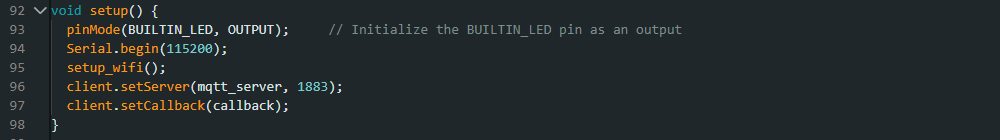 92 void setup() {
93 pinMode(BUILTIN_LED, OUTPUT);     // Initialize the BUILTIN_LED pin as an output
94 Serial.begin(115200);
95 setup_wifi();
96 client.setServer(mqtt_server, 1883);
97 client.setCallback(callback);
98 }